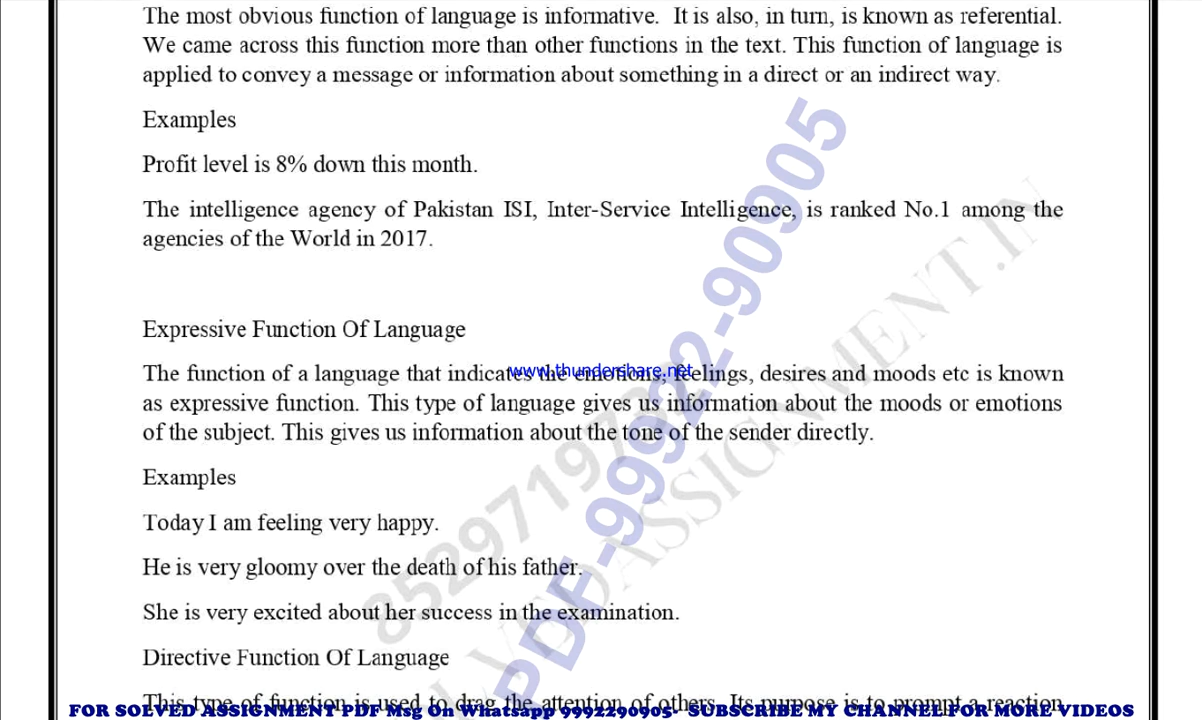 The most obvious function of language is informative.  It is also, in turn, is known as referential.
We came across this function more than other functions in the text. This function of language is
applied to convey a message or information about something in a direct or an indirect way.
Examples
Profit level is 8% down this month.
The intelligence agency of Pakistan ISI, Inter-Service Intelligence, is ranked No.1 among the
agencies of the World in 2017.
Expressive Function Of Language
The function of a language that indicates the emotions, feelings, desires and moods etc is known
www.thundershare.net
as expressive function. This type of language gives us information about the moods or emotions
of the subject. This gives us information about the tone of the sender directly.
Examples
Today I am feeling very happy.
He is very gloomy over the death of his father.
She is very excited about her success in the examination.
Directive Function Of Language
This type of function is used to drag the attention of others. Its purpose is to prompt a reaction
FOR SOLVED ASSIGNMENT PDF Msg On Whatsapp 9992290905- SUBSCRIBE MY CHANNEL FOR MORE VIDEOS
PDF-99922-90905